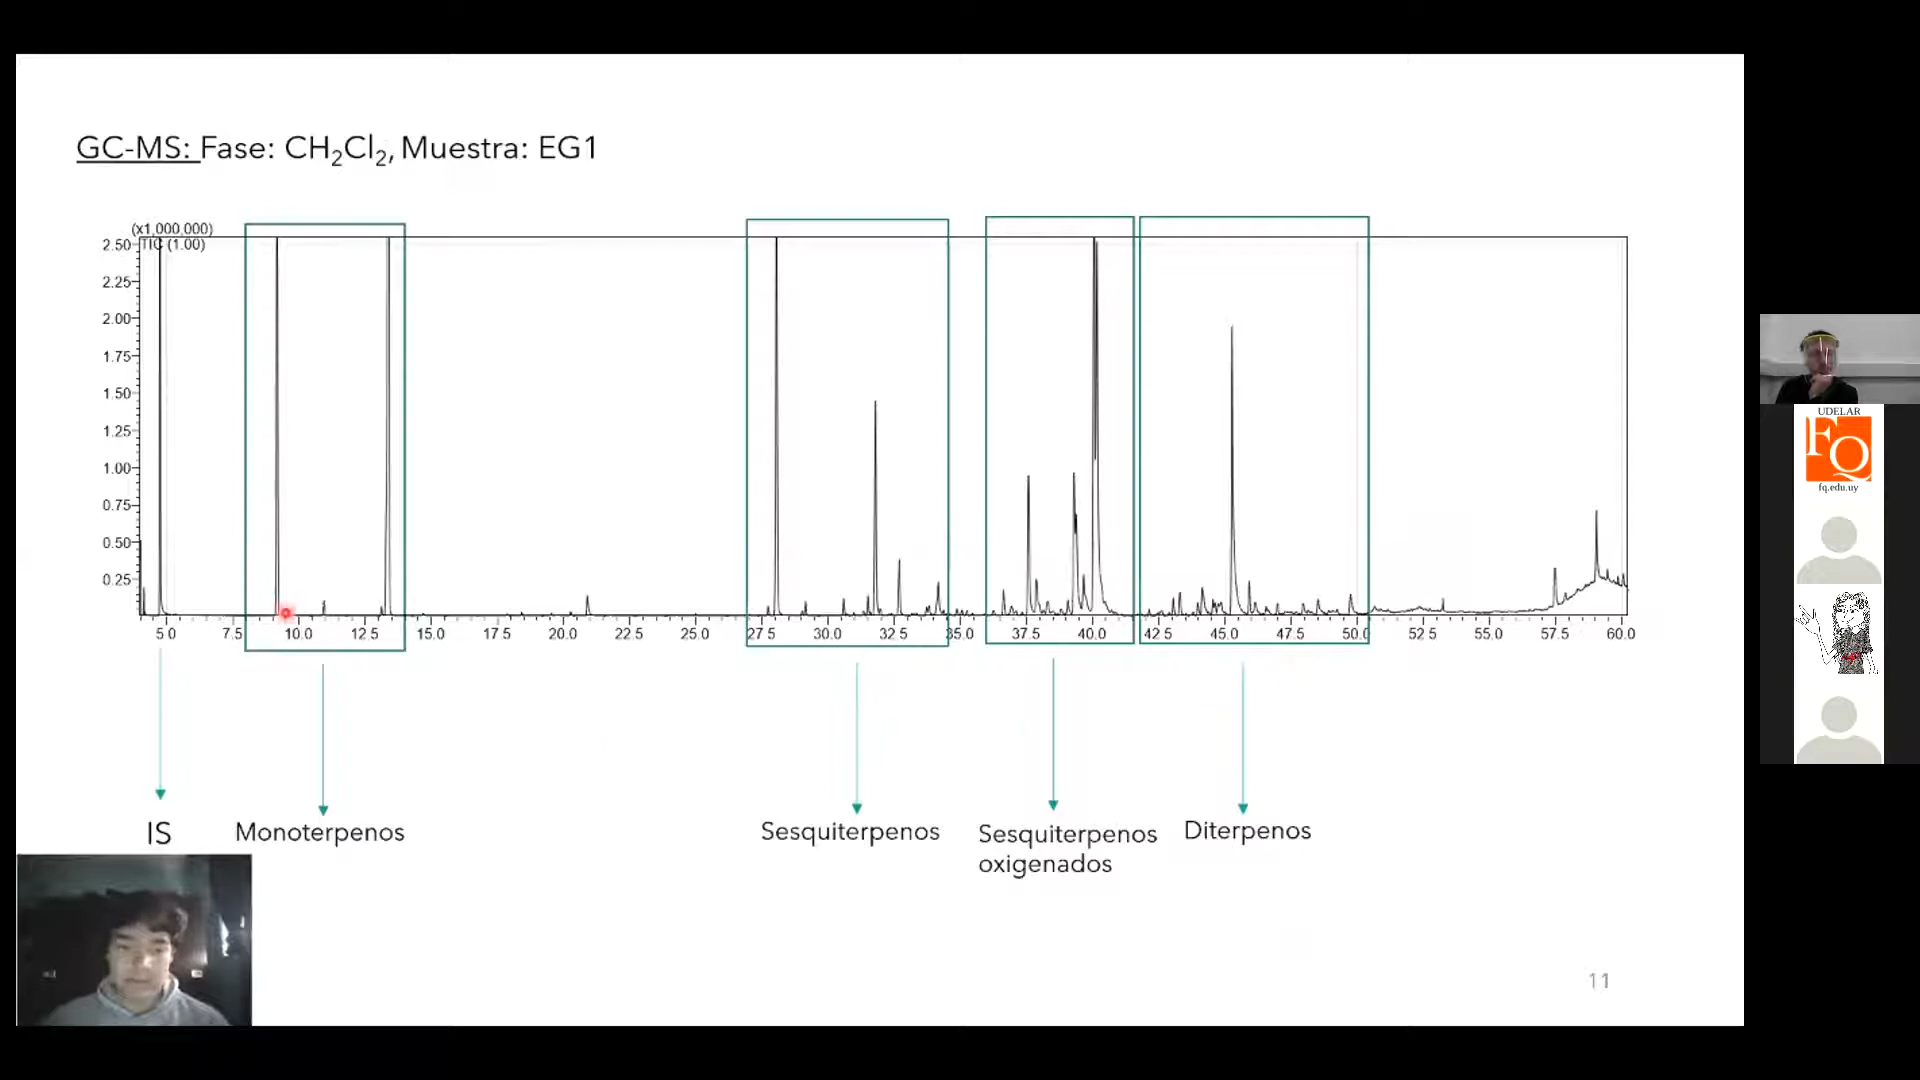 GC-MS: Fase: CH₂Cl₂, Muestra: EG1
(x1,000,000)
2.50 TIC (1.00)
2.25
2.00
1.75
1.50
1.25
1.00
0.75
0.50
0.25
5.0 7.5 10.0 12.5 15.0 17.5 20.0 22.5 25.0 27.5 30.0 32.5 35.0 37.5 40.0 42.5 45.0 47.5 50.0 52.5 55.0 57.5 60.0
IS
Monoterpenos
Sesquiterpenos
Sesquiterpenos
oxigenados
Diterpenos
11
UDELAR
FQ
fq.edu.uy